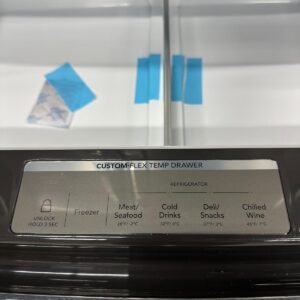 CUSTOM-FLEX TEMP DRAWER
REFRIGERATOR
UNLOCK
HOLD 3 SEC
Freezer
Meat/
Seafood
Cold
Drinks
Deli/
Snacks
Chilled
Wine